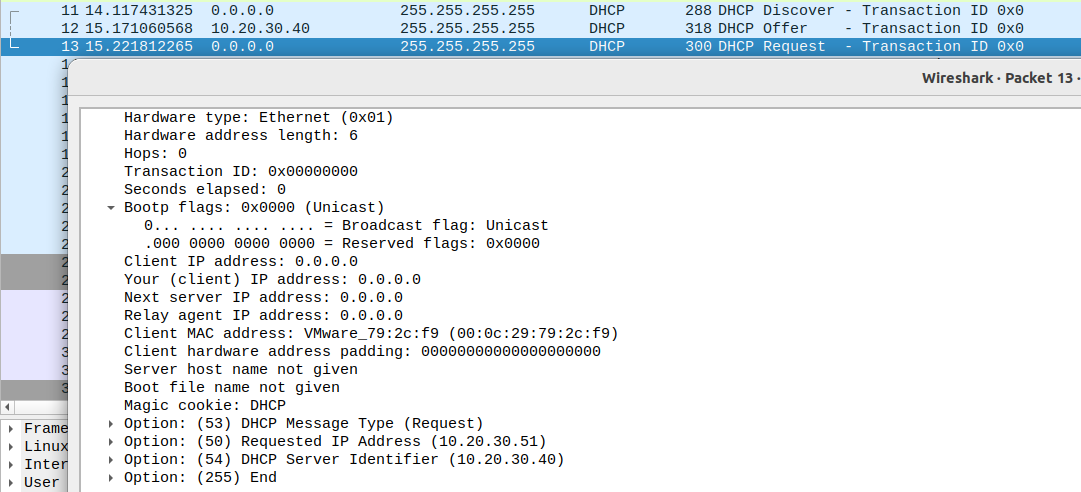 11 14.117431325 0.0.0.0 255.255.255.255 DHCP 288 DHCP Discover - Transaction ID 0x0
12 15.171060568 10.20.30.40 255.255.255.255 DHCP 318 DHCP Offer - Transaction ID 0x0
13 15.221812265 0.0.0.0 255.255.255.255 DHCP 300 DHCP Request - Transaction ID 0x0
Wireshark · Packet 13 ·
Hardware type: Ethernet (0x01)
Hardware address length: 6
Hops: 0
Transaction ID: 0x00000000
Seconds elapsed: 0
Bootp flags: 0x0000 (Unicast)
0... .... .... .... = Broadcast flag: Unicast
.000 0000 0000 0000 = Reserved flags: 0x0000
Client IP address: 0.0.0.0
Your (client) IP address: 0.0.0.0
Next server IP address: 0.0.0.0
Relay agent IP address: 0.0.0.0
Client MAC address: VMware_79:2c:f9 (00:0c:29:79:2c:f9)
Client hardware address padding: 00000000000000000000
Server host name not given
Boot file name not given
Magic cookie: DHCP
Option: (53) DHCP Message Type (Request)
Option: (50) Requested IP Address (10.20.30.51)
Option: (54) DHCP Server Identifier (10.20.30.40)
Option: (255) End
Frame
Linux
Inter
User